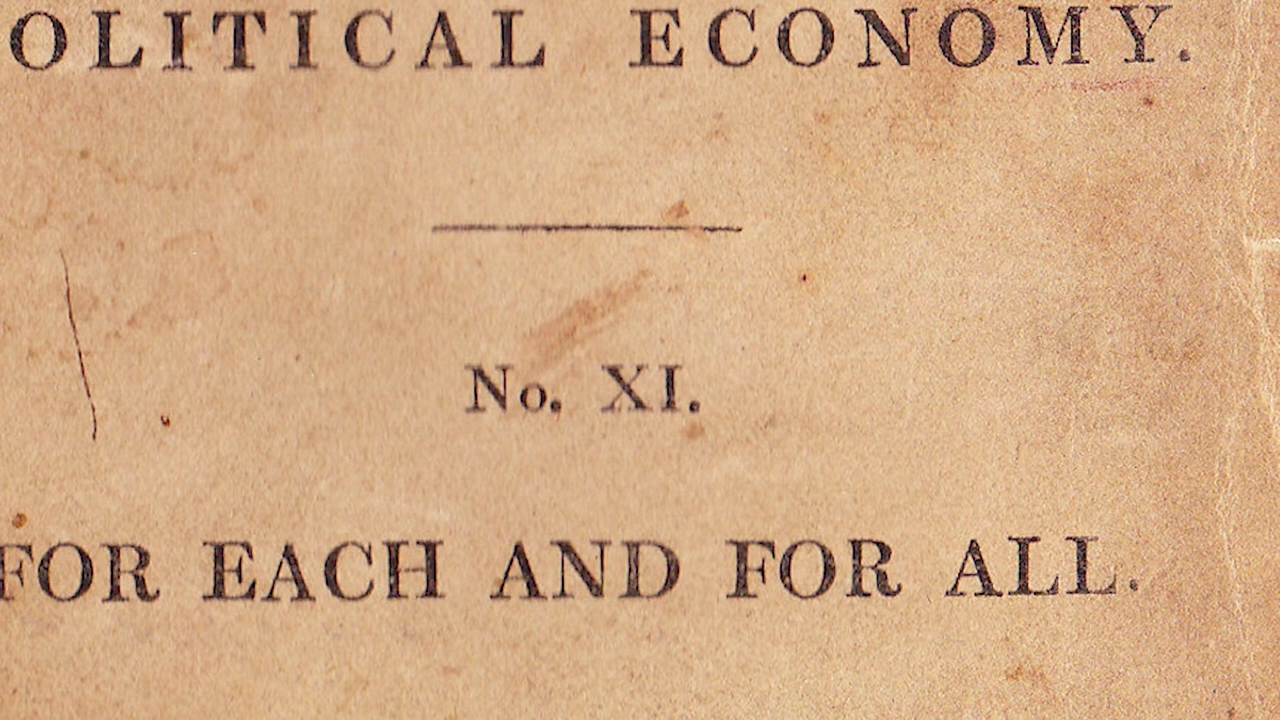 OLITICAL ECONOMY.
No. XI.
FOR EACH AND FOR ALL.